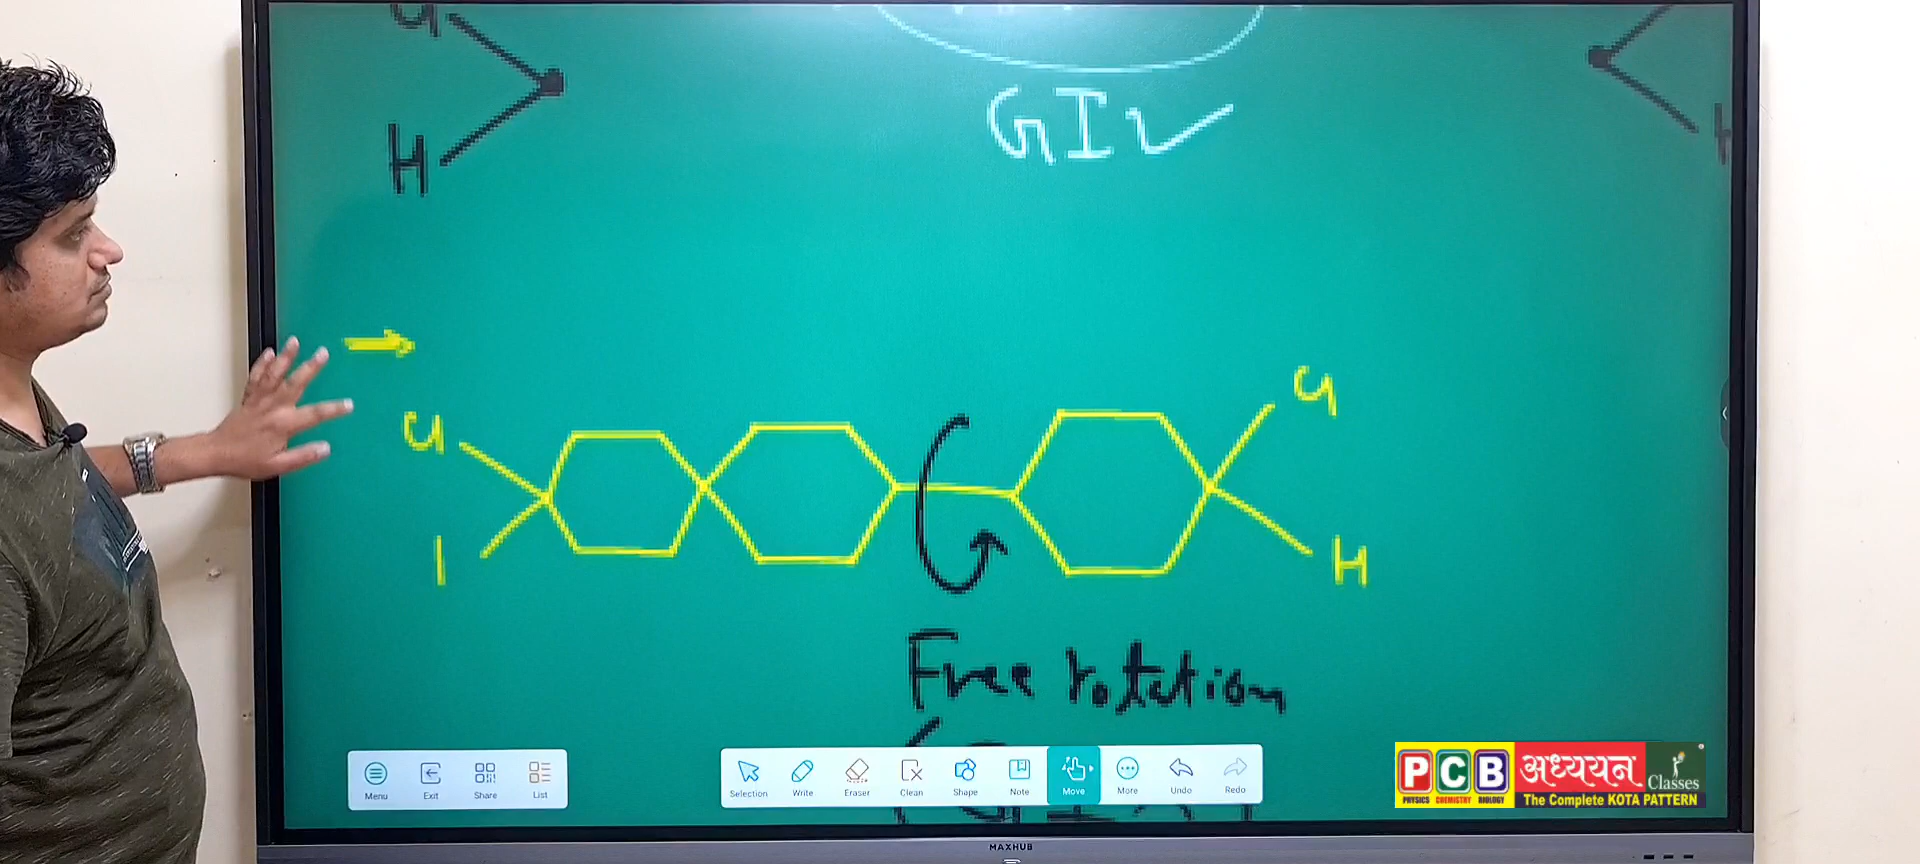 Cl
H
GI ✓
Cl
Cl
I
H
Free rotation
Menu
Exit
Share
List
Selection
Write
Eraser
Clean
Shape
Note
Move
More
Undo
Redo
PCB अध्ययन Classes
PHYSICS CHEMISTRY BIOLOGY
The Complete KOTA PATTERN
MAXHUB